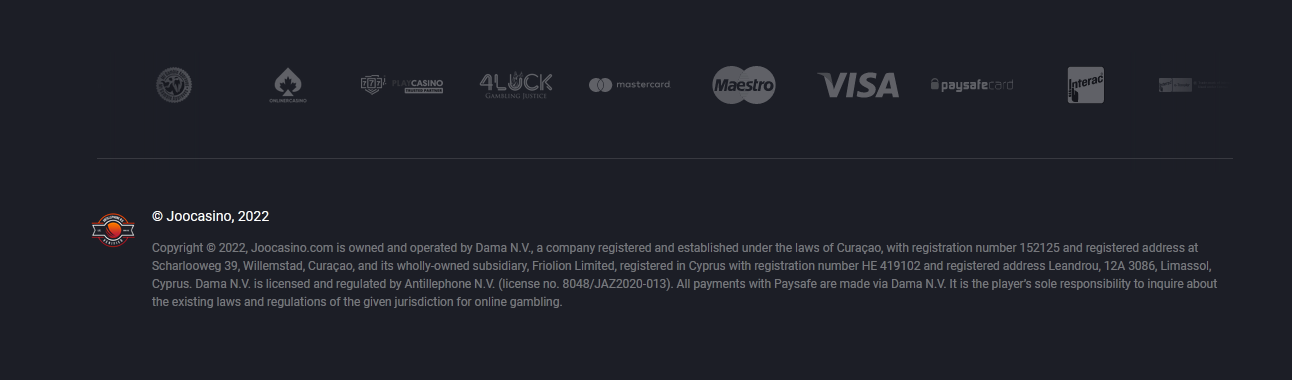 ONLINERCASINO
777 PLAYCASINO
4LUCK
GAMBLING JUSTICE
mastercard
Maestro
VISA
paysafecard
Interac
© Joocasino, 2022
Copyright © 2022, Joocasino.com is owned and operated by Dama N.V., a company registered and established under the laws of Curaçao, with registration number 152125 and registered address at
Scharlooweg 39, Willemstad, Curaçao, and its wholly-owned subsidiary, Friolion Limited, registered in Cyprus with registration number HE 419102 and registered address Leandrou, 12A 3086, Limassol,
Cyprus. Dama N.V. is licensed and regulated by Antillephone N.V. (license no. 8048/JAZ2020-013). All payments with Paysafe are made via Dama N.V. It is the player's sole responsibility to inquire about
the existing laws and regulations of the given jurisdiction for online gambling.